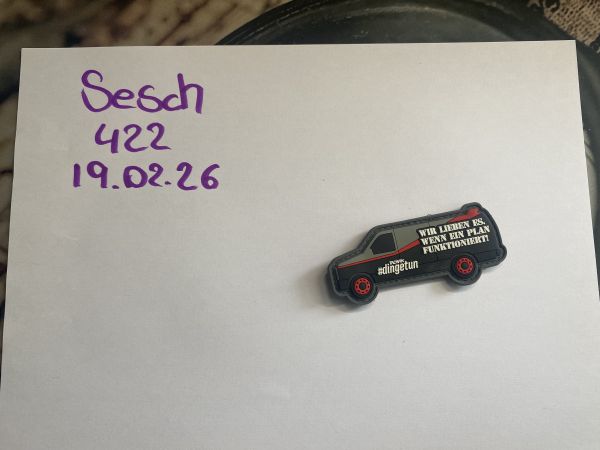 Sesch
422
19.02.26
WIR LIEBEN ES,
WENN EIN PLAN
FUNKTIONIERT!
#dingetun